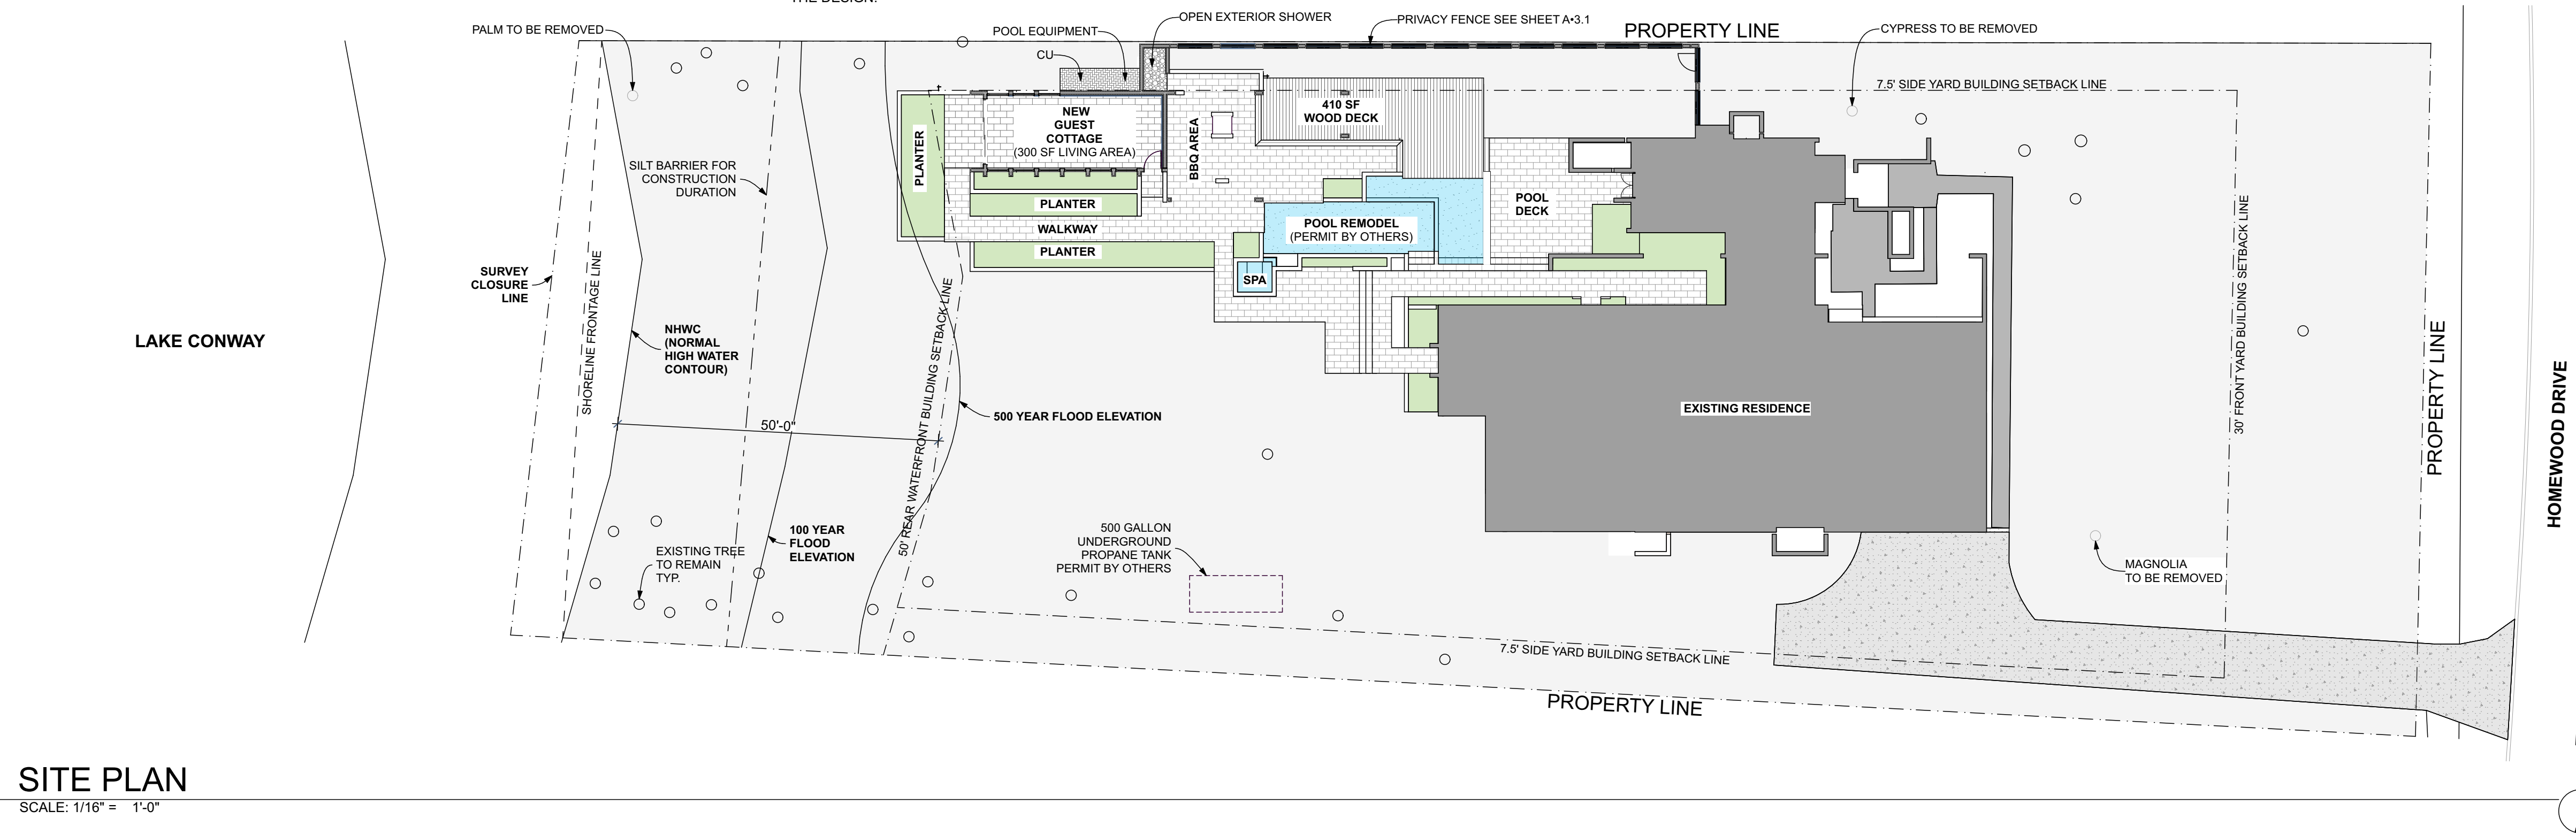 THE DESIGN.
PALM TO BE REMOVED
POOL EQUIPMENT
OPEN EXTERIOR SHOWER
PRIVACY FENCE SEE SHEET A•3.1
PROPERTY LINE
CYPRESS TO BE REMOVED
CU
7.5' SIDE YARD BUILDING SETBACK LINE
NEW
GUEST
COTTAGE
(300 SF LIVING AREA)
410 SF
WOOD DECK
BBQ AREA
PLANTER
SILT BARRIER FOR
CONSTRUCTION
DURATION
PLANTER
WALKWAY
PLANTER
POOL REMODEL
(PERMIT BY OTHERS)
POOL
DECK
SPA
SURVEY
CLOSURE
LINE
SHORELINE FRONTAGE LINE
LAKE CONWAY
NHWC
(NORMAL
HIGH WATER
CONTOUR)
50' REAR WATERFRONT BUILDING SETBACK LINE
500 YEAR FLOOD ELEVATION
50'-0"
EXISTING RESIDENCE
30' FRONT YARD BUILDING SETBACK LINE
PROPERTY LINE
HOMEWOOD DRIVE
100 YEAR
FLOOD
ELEVATION
EXISTING TREE
TO REMAIN
TYP.
500 GALLON
UNDERGROUND
PROPANE TANK
PERMIT BY OTHERS
MAGNOLIA
TO BE REMOVED
7.5' SIDE YARD BUILDING SETBACK LINE
PROPERTY LINE
SITE PLAN
SCALE: 1/16" = 1'-0"